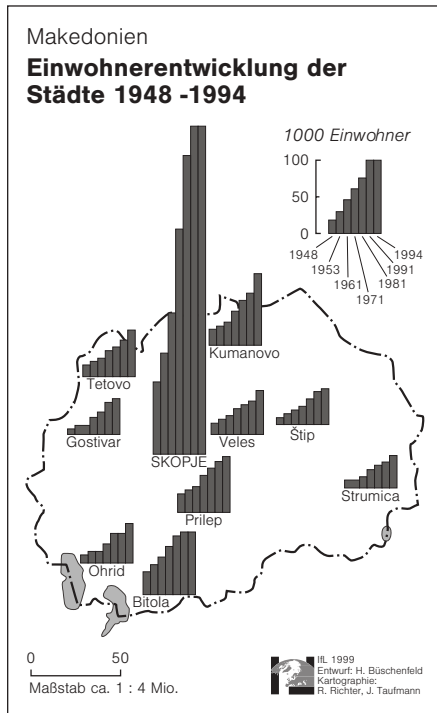 Makedonien
Einwohnerentwicklung der
Städte 1948 -1994
1000 Einwohner
100
50
0
1948
1953
1961
1971
1981
1991
1994
Kumanovo
Tetovo
Gostivar
SKOPJE
Veles
Štip
Strumica
Prilep
Ohrid
Bitola
0 50
Maßstab ca. 1 : 4 Mio.
IfL 1999
Entwurf: H. Büschenfeld
Kartographie:
R. Richter, J. Taufmann